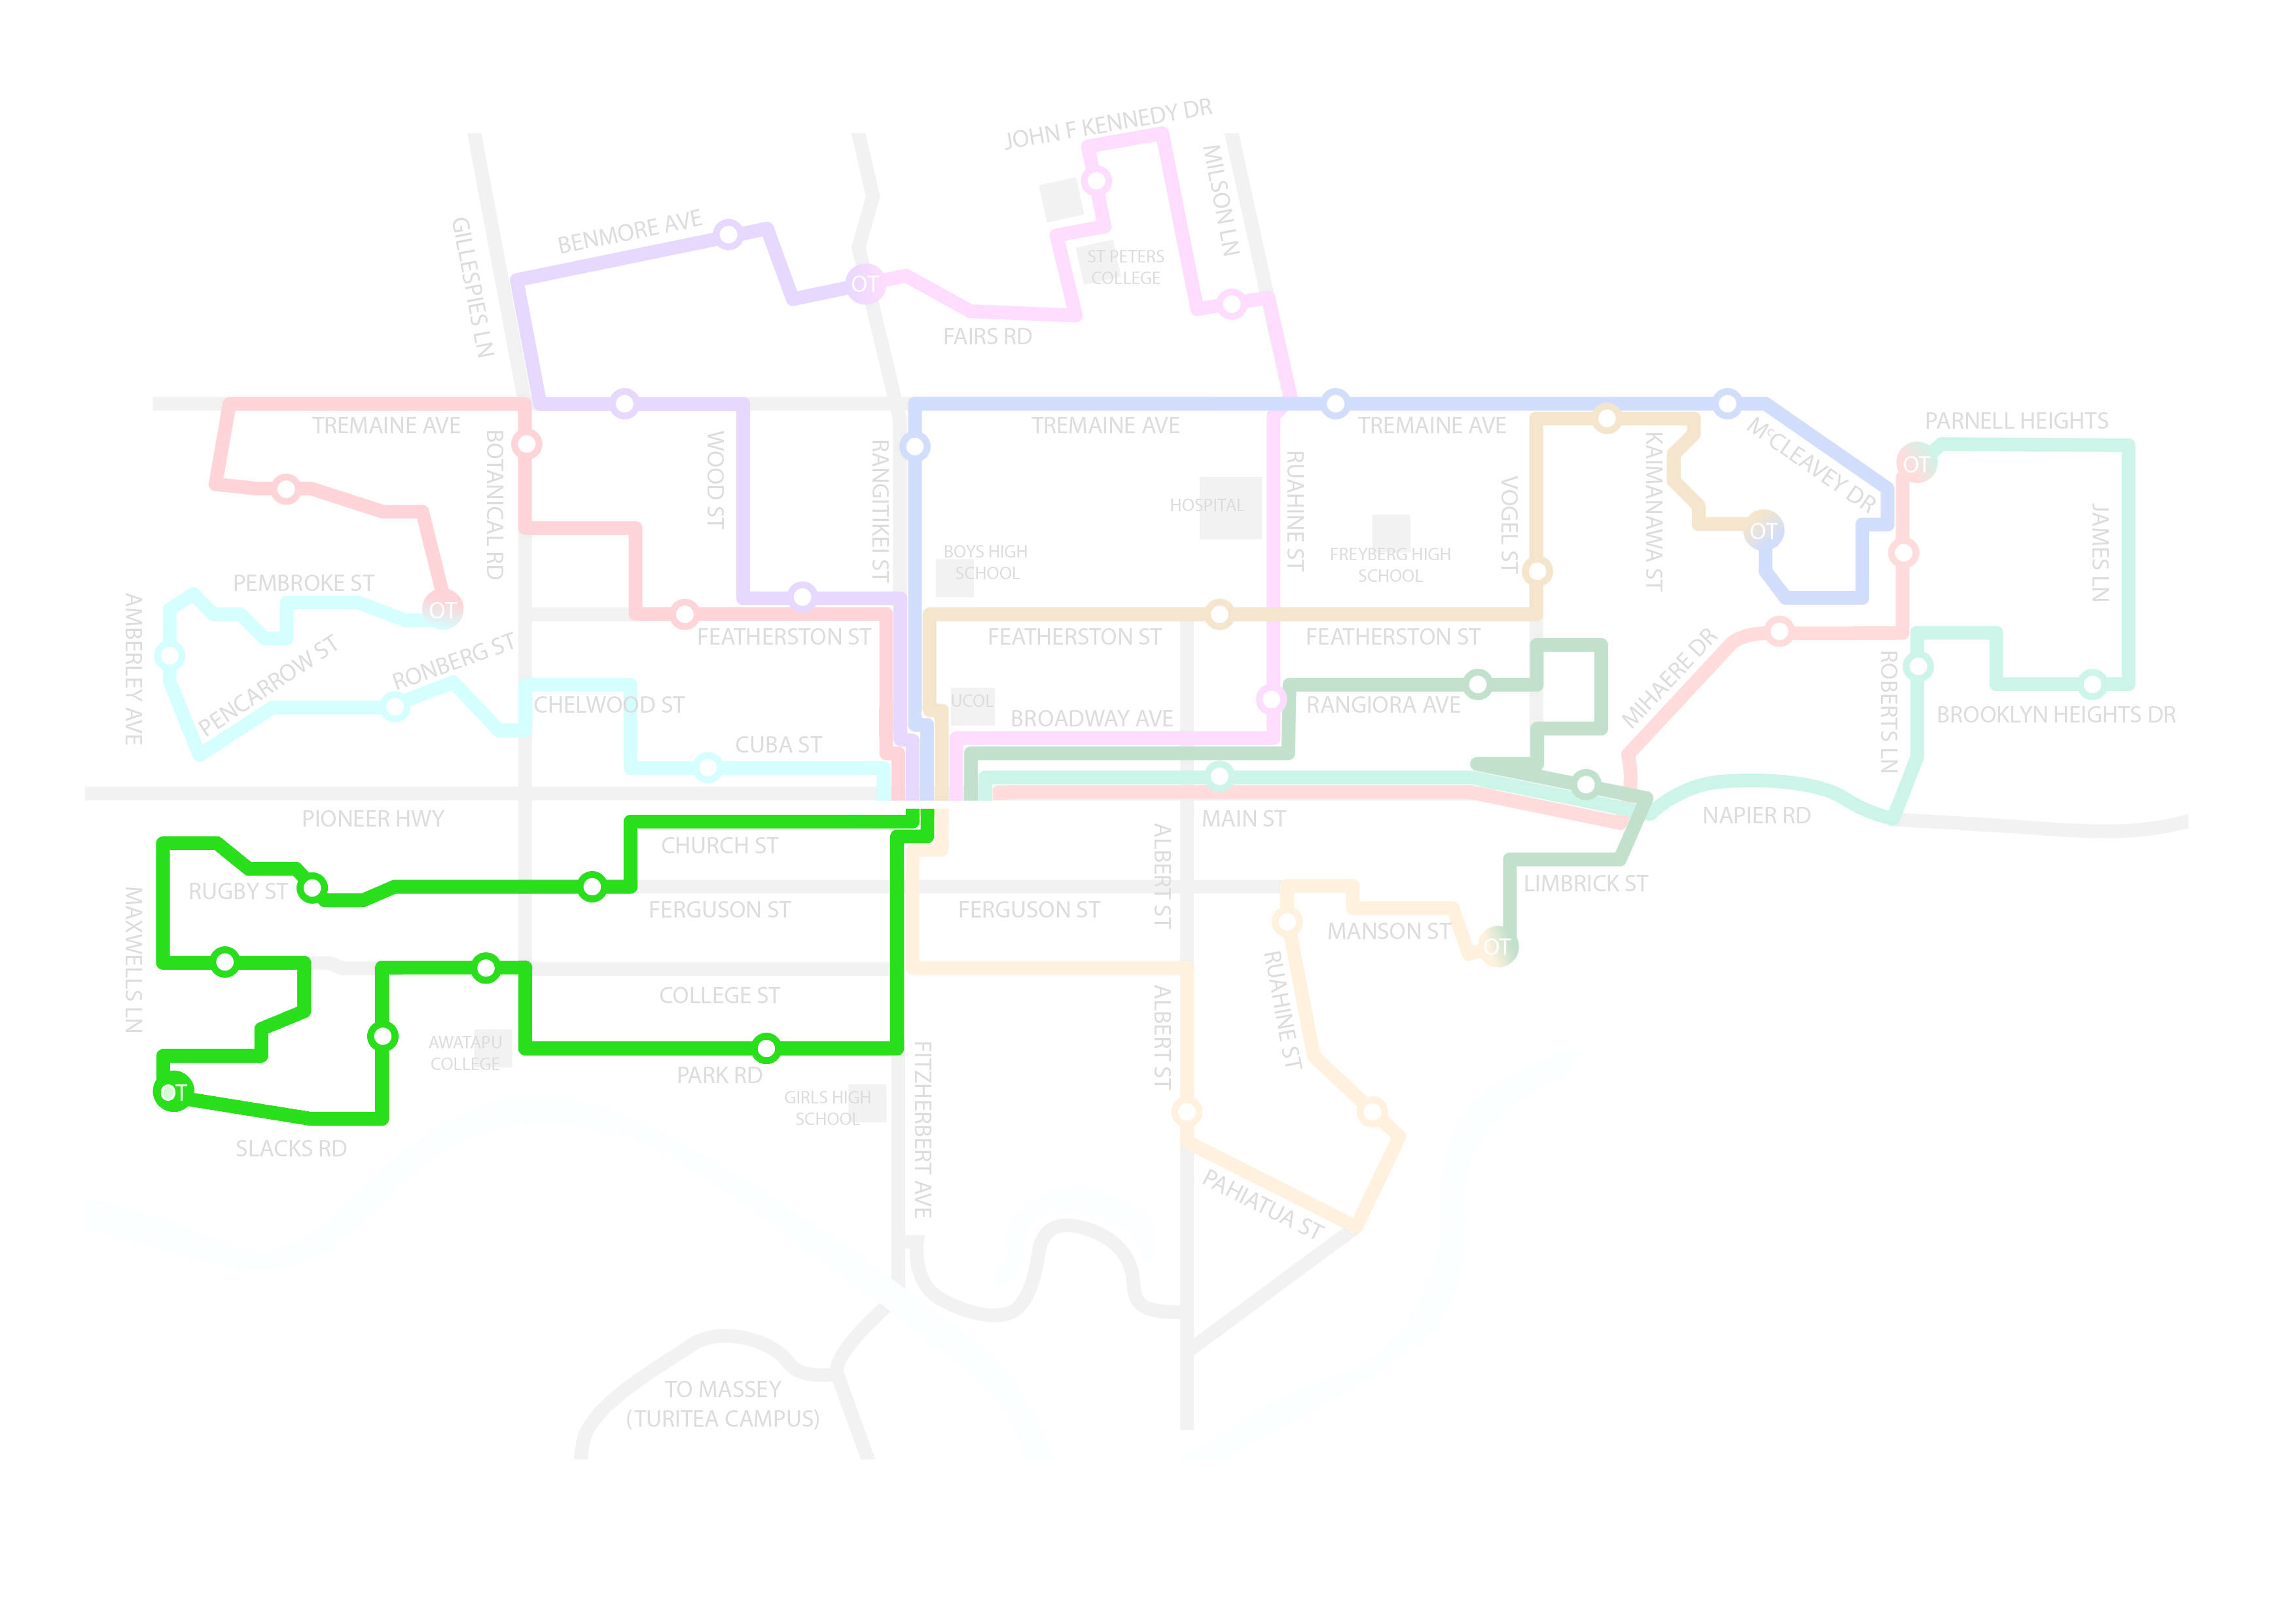 JOHN F KENNEDY DR
MILSON LN
GILLESPIES LN
BENMORE AVE
OT
ST PETERS
COLLEGE
FAIRS RD
TREMAINE AVE
TREMAINE AVE
TREMAINE AVE
PARNELL HEIGHTS
BOTANICAL RD
WOOD ST
RANGITIKEI ST
RUAHINE ST
VOGEL ST
KAIMANAWA ST
McCLEAVEY DR
OT
HOSPITAL
JAMES LN
OT
BOYS HIGH
SCHOOL
FREYBERG HIGH
SCHOOL
PEMBROKE ST
OT
AMBERLEY AVE
PENCARROW ST
RONBERG ST
FEATHERSTON ST
FEATHERSTON ST
FEATHERSTON ST
MIHAERE DR
ROBERTS LN
CHELWOOD ST
UCOL
BROADWAY AVE
RANGIORA AVE
BROOKLYN HEIGHTS DR
CUBA ST
PIONEER HWY
MAIN ST
NAPIER RD
CHURCH ST
ALBERT ST
RUGBY ST
FERGUSON ST
FERGUSON ST
LIMBRICK ST
MAXWELLS LN
MANSON ST
OT
COLLEGE ST
ALBERT ST
RUAHINE ST
AWATAPU
COLLEGE
PARK RD
FITZHERBERT AVE
T
GIRLS HIGH
SCHOOL
SLACKS RD
PAHIATUA ST
TO MASSEY
(TURITEA CAMPUS)